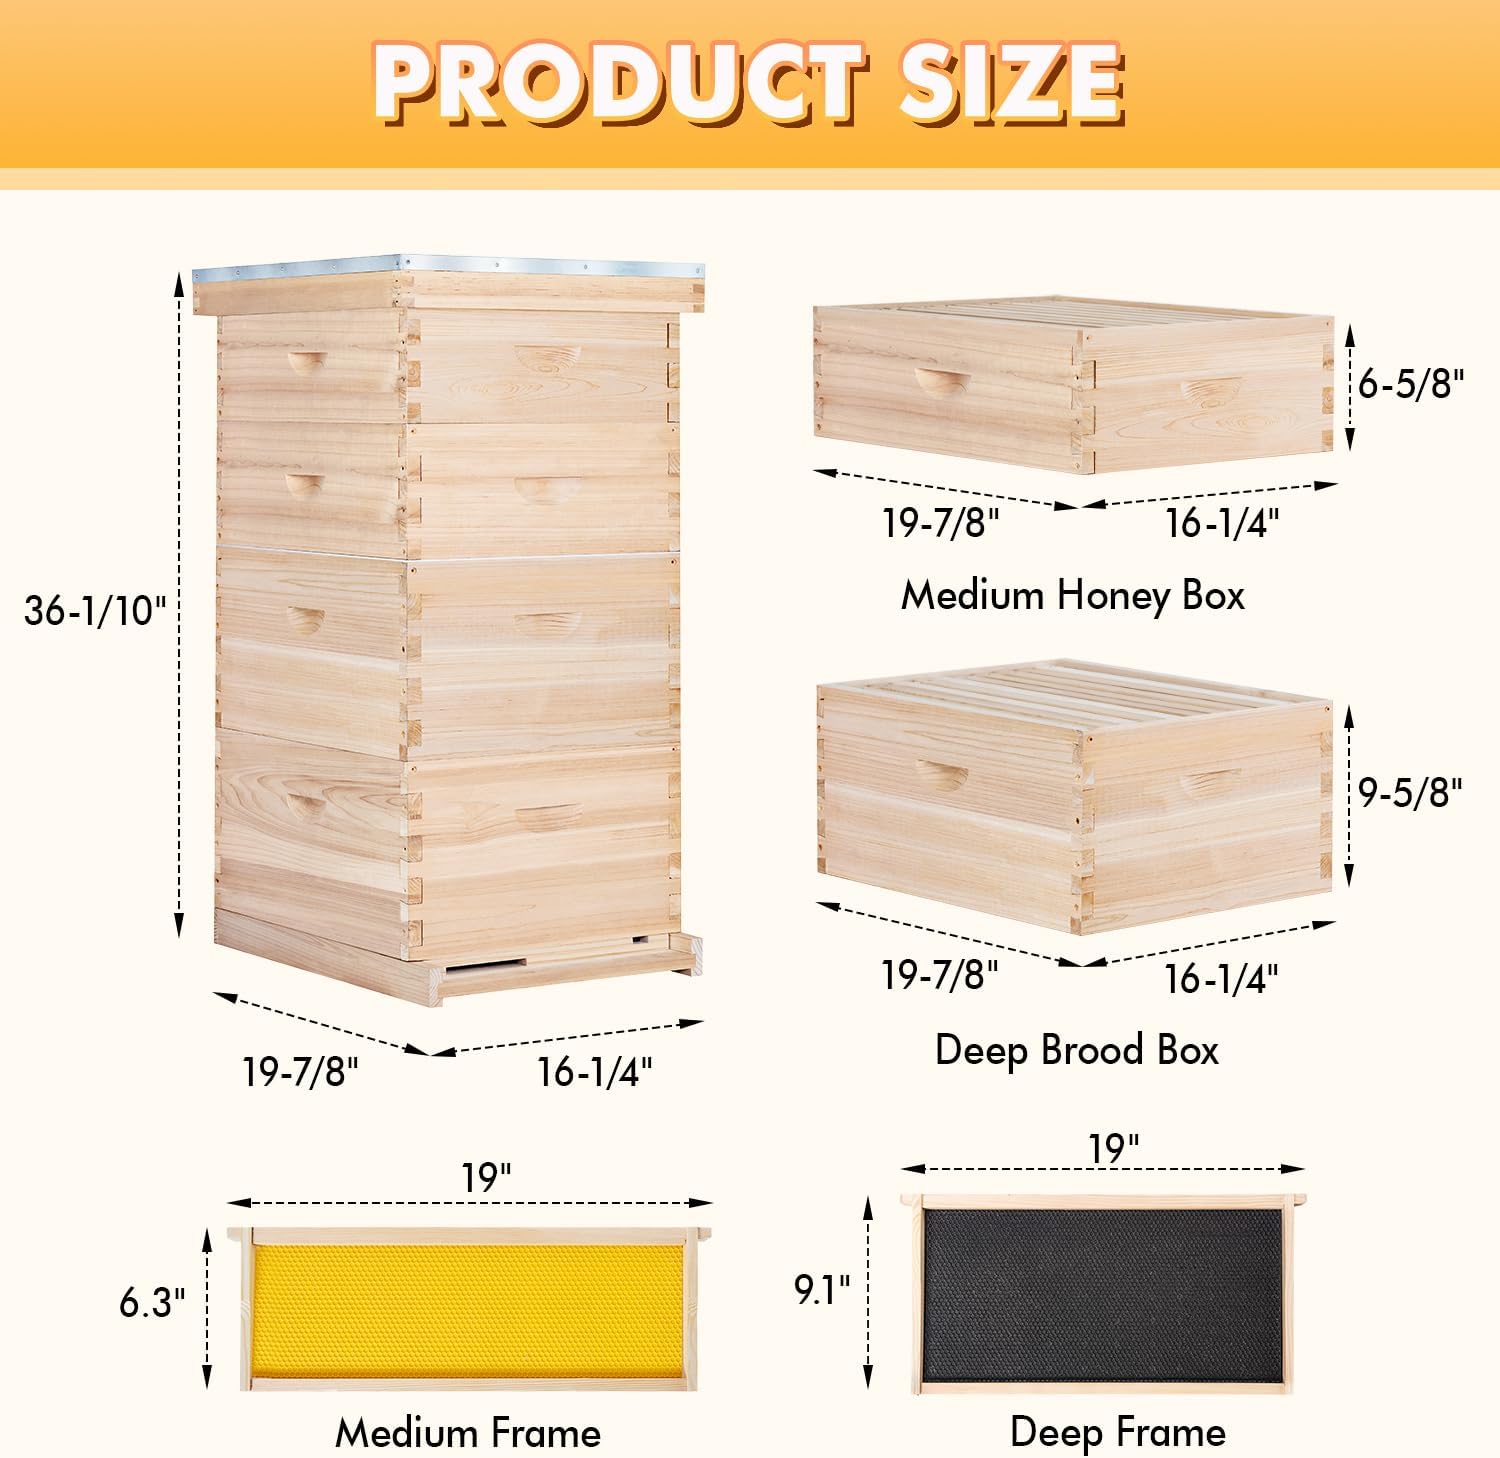 PRODUCT SIZE
36-1/10"
19-7/8"
16-1/4"
6-5/8"
19-7/8"
16-1/4"
Medium Honey Box
9-5/8"
19-7/8"
16-1/4"
Deep Brood Box
19"
6.3"
Medium Frame
19"
9.1"
Deep Frame